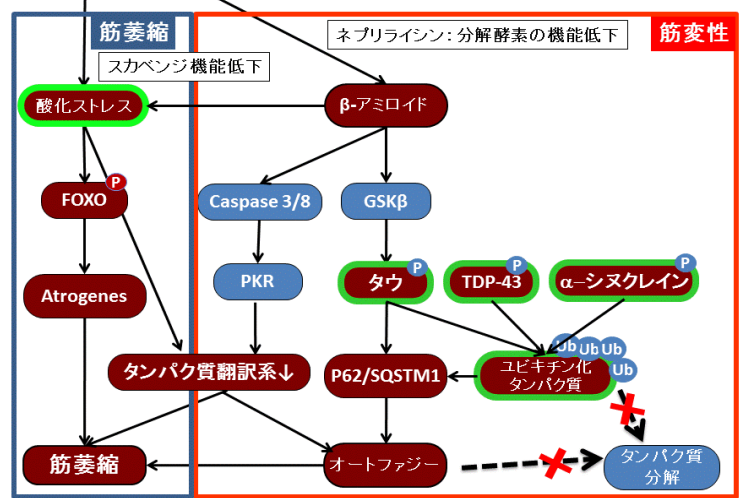 筋萎縮
ネプリライシン：分解酵素の機能低下
筋変性
スカベンジ機能低下
酸化ストレス
β-アミロイド
P
FOXO
Caspase 3/8
GSKβ
Atrogenes
PKR
タウ
P
TDP-43
P
α−シヌクレイン
P
Ub
Ub
Ub
Ub
タンパク質翻訳系↓
P62/SQSTM1
ユビキチン化
タンパク質
筋萎縮
オートファジー
タンパク質
分解